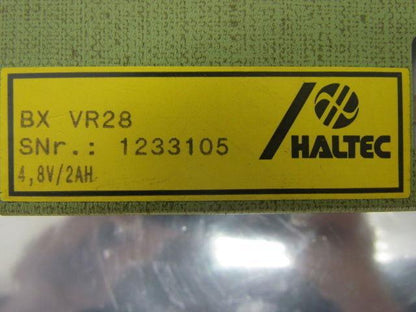 BX VR28
SNr.: 1233105
4,8V/2AH
HALTEC